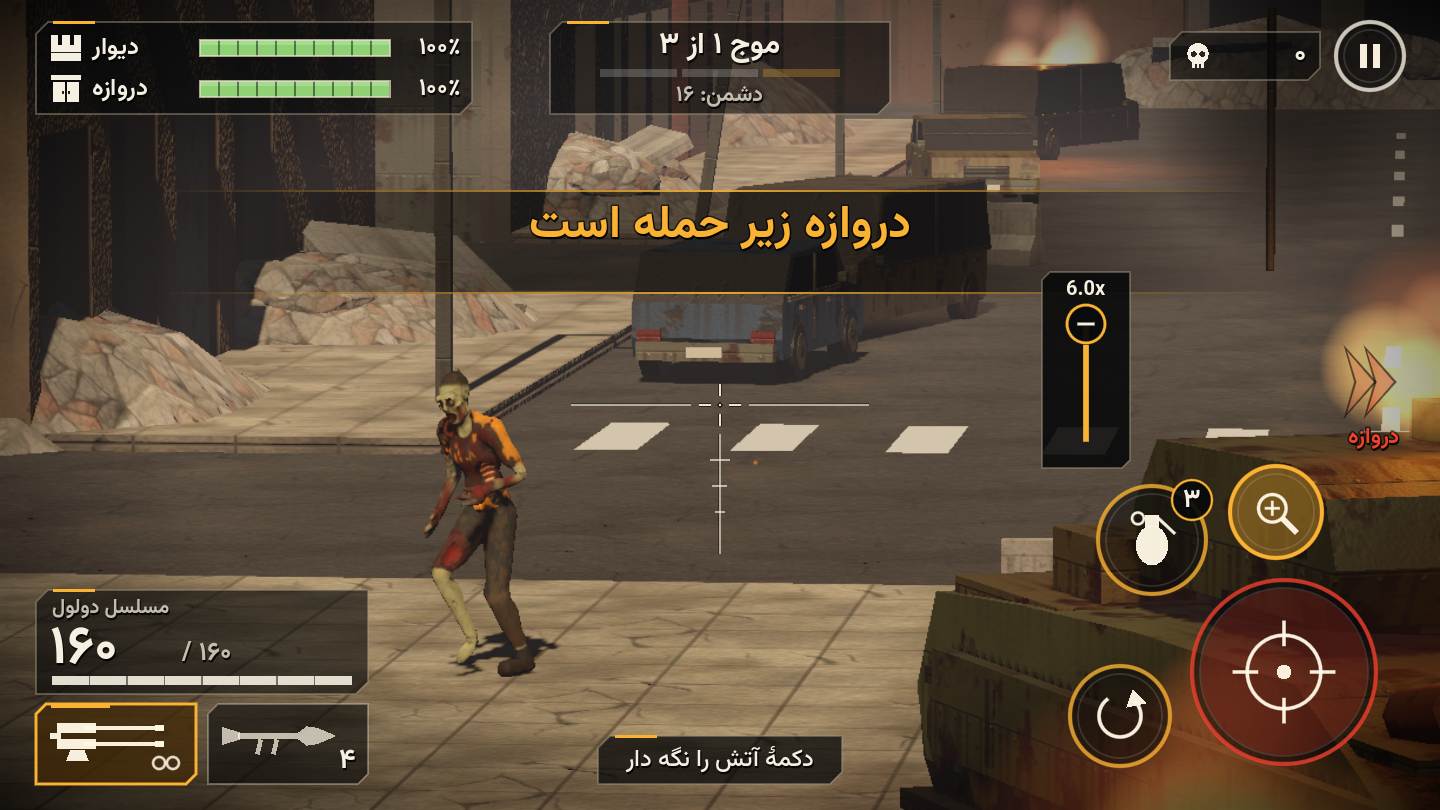 دیوار ۱۰۰٪
دروازه ۱۰۰٪
موج ۱ از ۳
دشمن: ۱۶
۰
دروازه زیر حمله است
6.0x
دروازه
۳
مسلسل دولول
۱۶۰ / ۱۶۰
∞
۴
دکمهٔ آتش را نگه دار